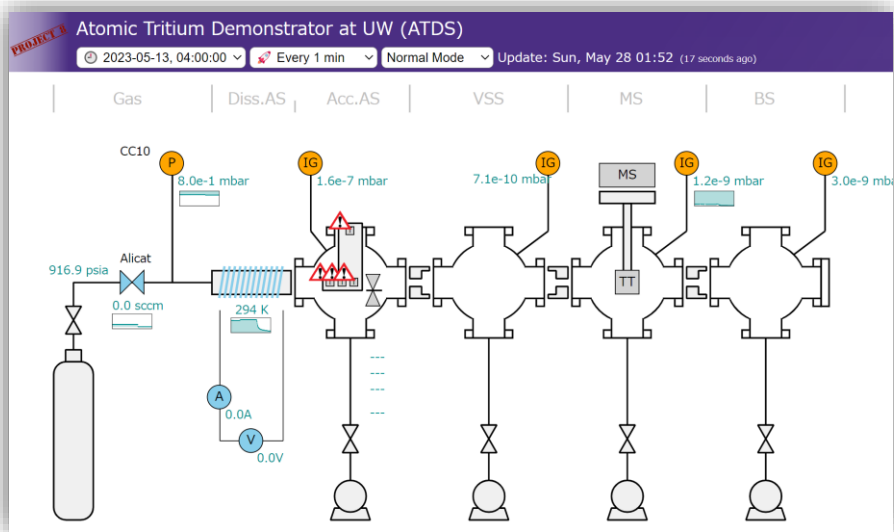 PROJECT 8
Atomic Tritium Demonstrator at UW (ATDS)
2023-05-13, 04:00:00
Every 1 min
Normal Mode
Update: Sun, May 28 01:52 (17 seconds ago)
Gas
Diss.AS
Acc.AS
VSS
MS
BS
CC10
P
IG
IG
MS
IG
IG
8.0e-1 mbar
1.6e-7 mbar
7.1e-10 mbar
1.2e-9 mbar
3.0e-9 mba
Alicat
916.9 psia
TT
0.0 sccm
294 K
---
---
---
---
A
0.0A
V
0.0V